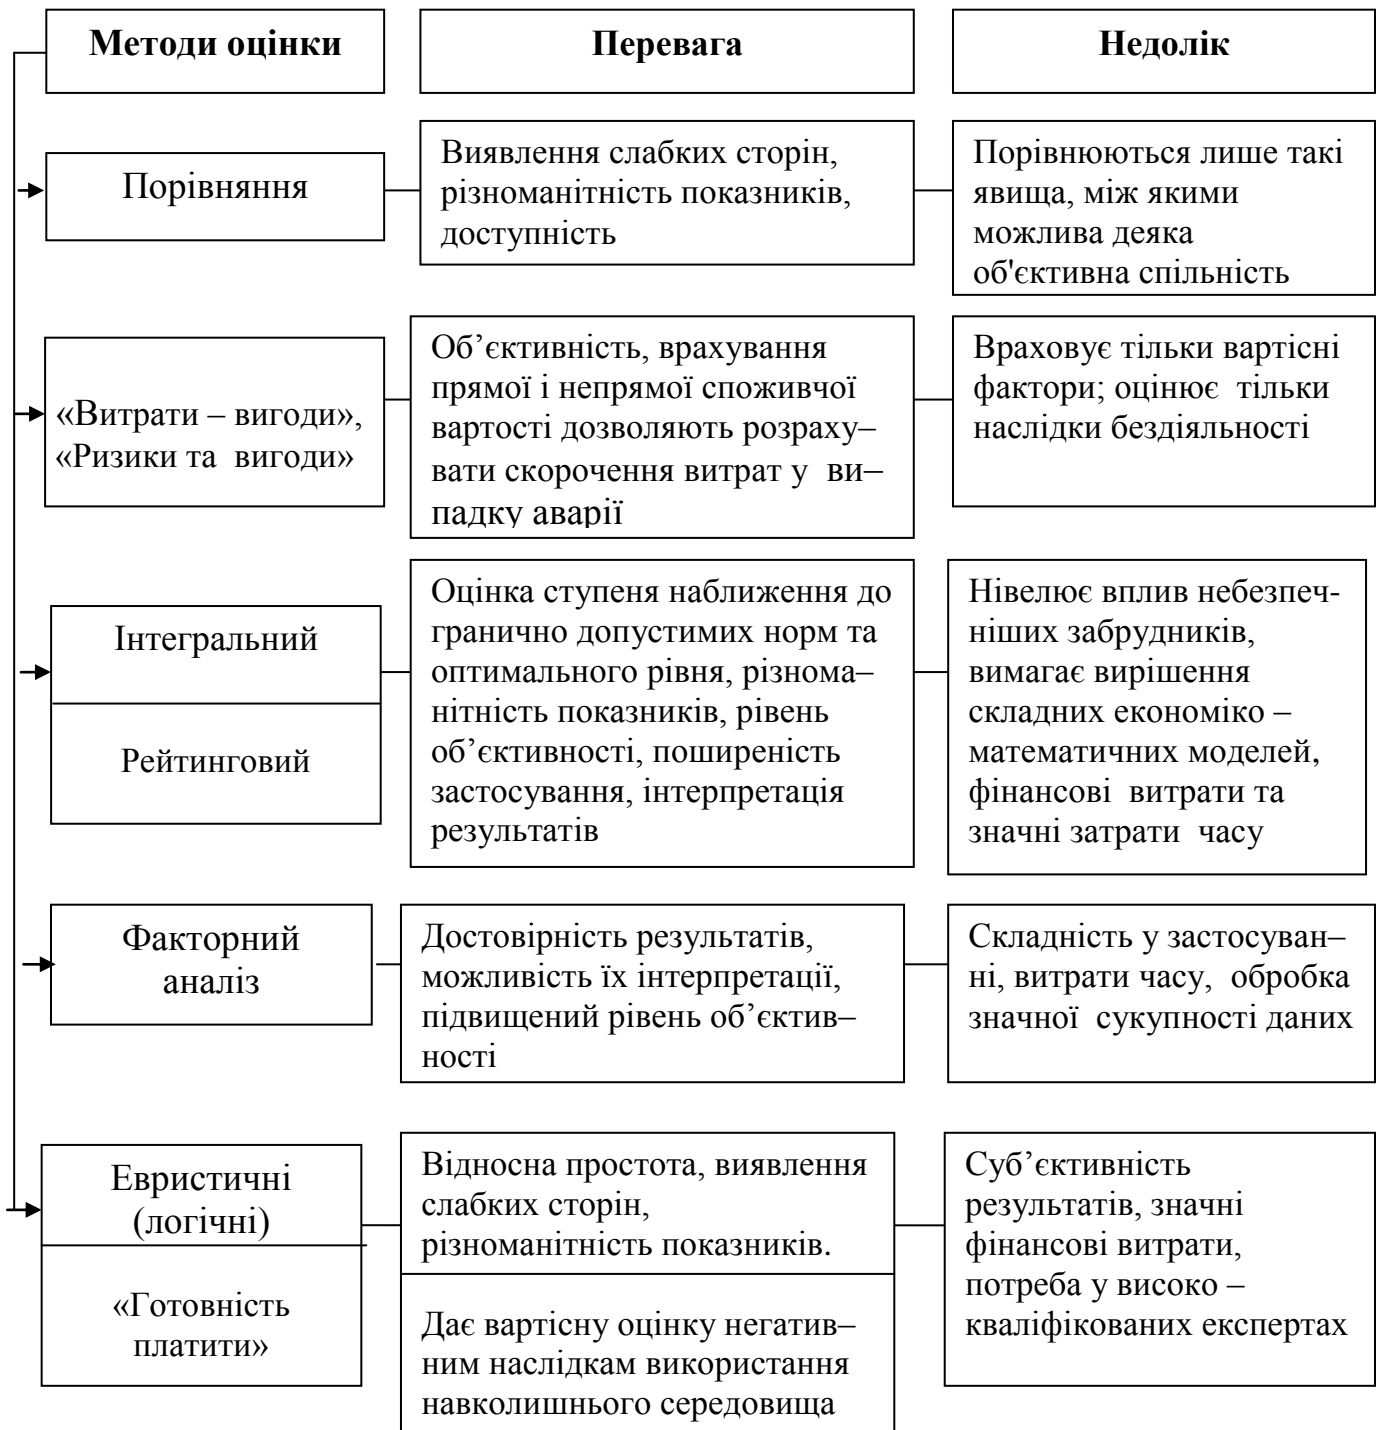 Методи оцінки
Перевага
Недолік
Порівняння
Виявлення слабких сторін,
різноманітність показників,
доступність
Порівнюються лише такі
явища, між якими
можлива деяка
об'єктивна спільність
«Витрати – вигоди»,
«Ризики та вигоди»
Об’єктивність, врахування
прямої і непрямої споживчої
вартості дозволяють розраху–
вати скорочення витрат у ви–
падку аварії
Враховує тільки вартісні
фактори; оцінює тільки
наслідки бездіяльності
Інтегральний
Рейтинговий
Оцінка ступеня наближення до
гранично допустимих норм та
оптимального рівня, різнома–
нітність показників, рівень
об’єктивності, поширеність
застосування, інтерпретація
результатів
Нівелює вплив небезпеч-
ніших забрудників,
вимагає вирішення
складних економіко –
математичних моделей,
фінансові витрати та
значні затрати часу
Факторний
аналіз
Достовірність результатів,
можливість їх інтерпретації,
підвищений рівень об’єктив–
ності
Складність у застосуван–
ні, витрати часу, обробка
значної сукупності даних
Евристичні
(логічні)
«Готовність
платити»
Відносна простота, виявлення
слабких сторін,
різноманітність показників.
Дає вартісну оцінку негатив–
ним наслідкам використання
навколишнього середовища
Суб’єктивність
результатів, значні
фінансові витрати,
потреба у високо –
кваліфікованих експертах